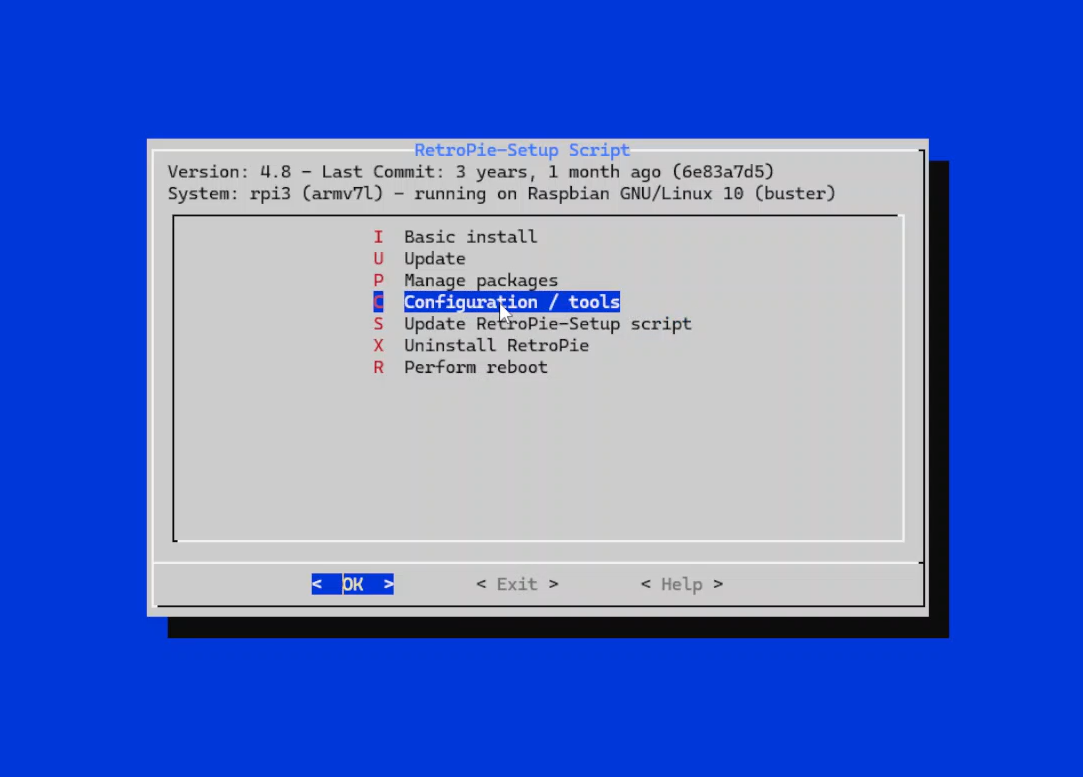 RetroPie-Setup Script
Version: 4.8 - Last Commit: 3 years, 1 month ago (6e83a7d5)
System: rpi3 (armv7l) - running on Raspbian GNU/Linux 10 (buster)
I Basic install
U Update
P Manage packages
C Configuration / tools
S Update RetroPie-Setup script
X Uninstall RetroPie
R Perform reboot
< OK > < Exit > < Help >